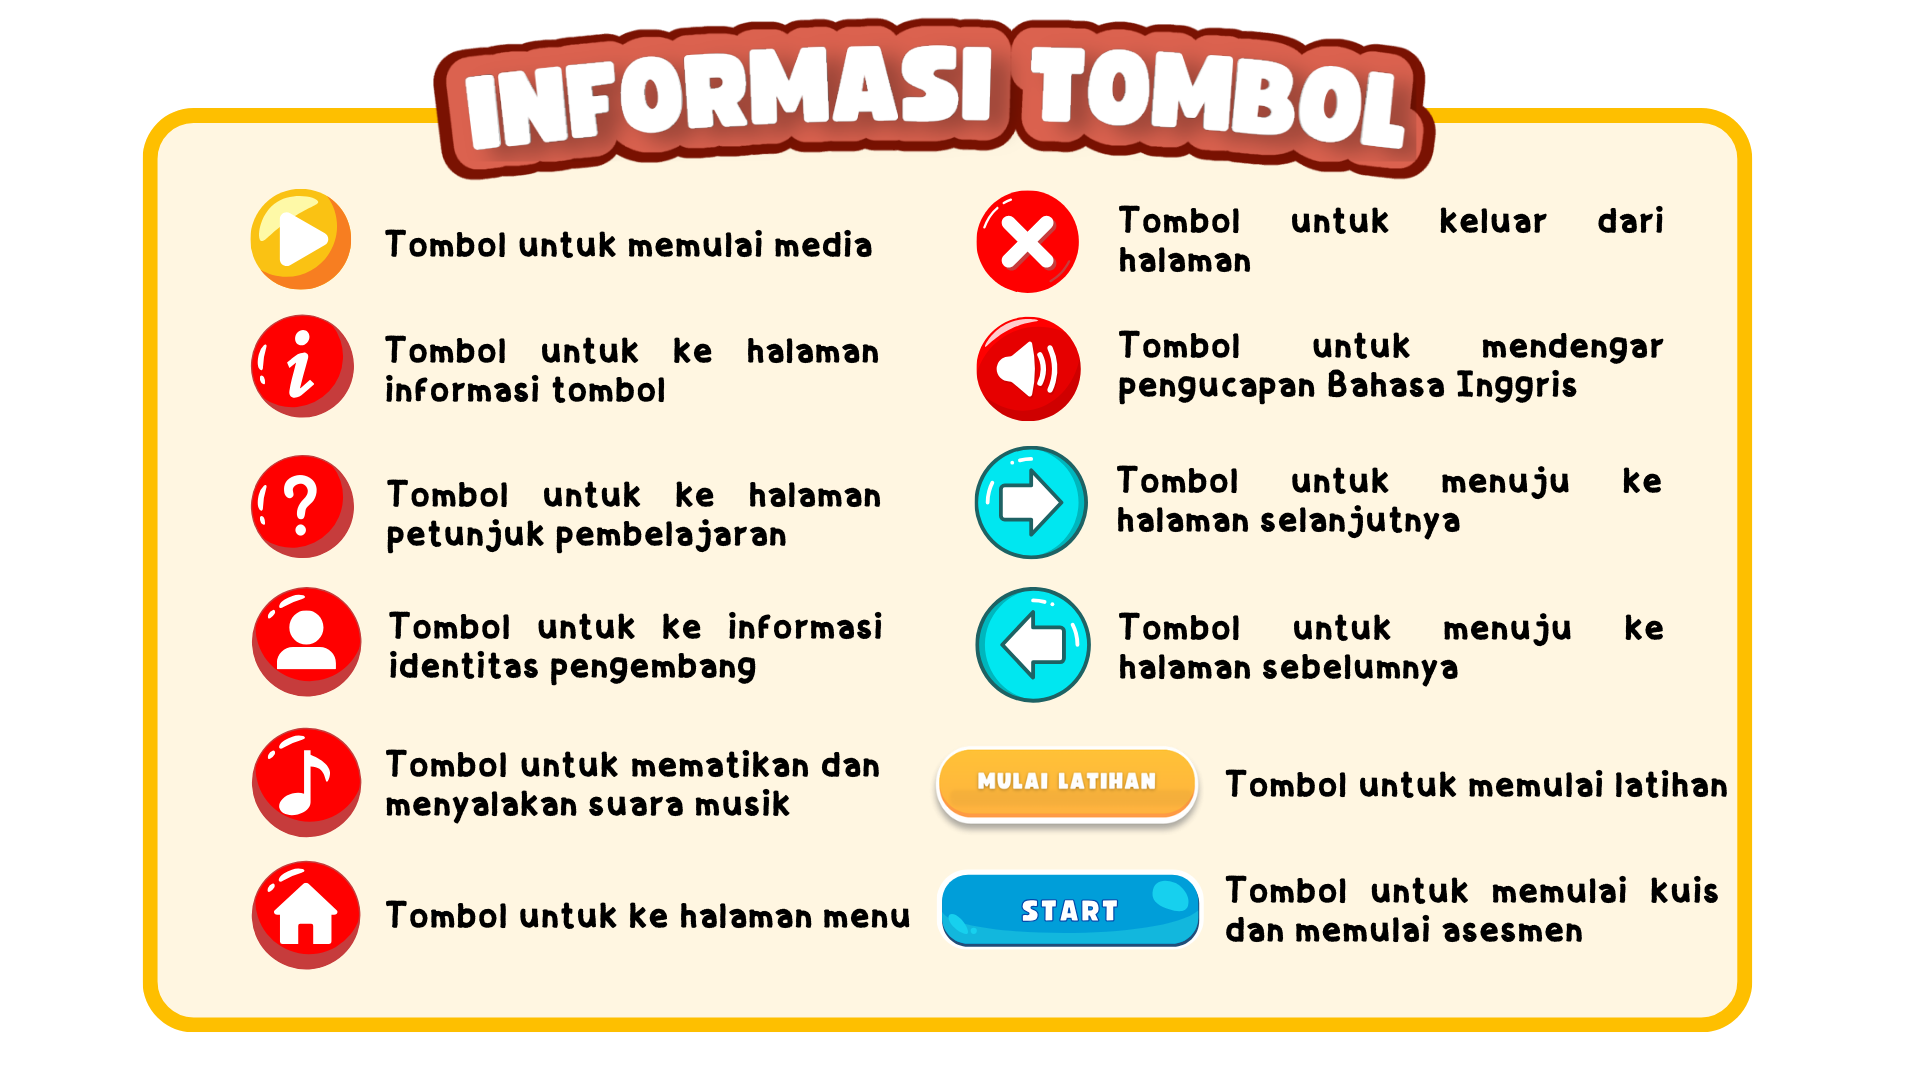 INFORMASI TOMBOL
Tombol untuk memulai media
Tombol untuk ke halaman
informasi tombol
Tombol untuk ke halaman
petunjuk pembelajaran
Tombol untuk ke informasi
identitas pengembang
Tombol untuk mematikan dan
menyalakan suara musik
Tombol untuk ke halaman menu
Tombol untuk keluar dari
halaman
Tombol untuk mendengar
pengucapan Bahasa Inggris
Tombol untuk menuju ke
halaman selanjutnya
Tombol untuk menuju ke
halaman sebelumnya
MULAI LATIHAN
Tombol untuk memulai latihan
START
Tombol untuk memulai kuis
dan memulai asesmen